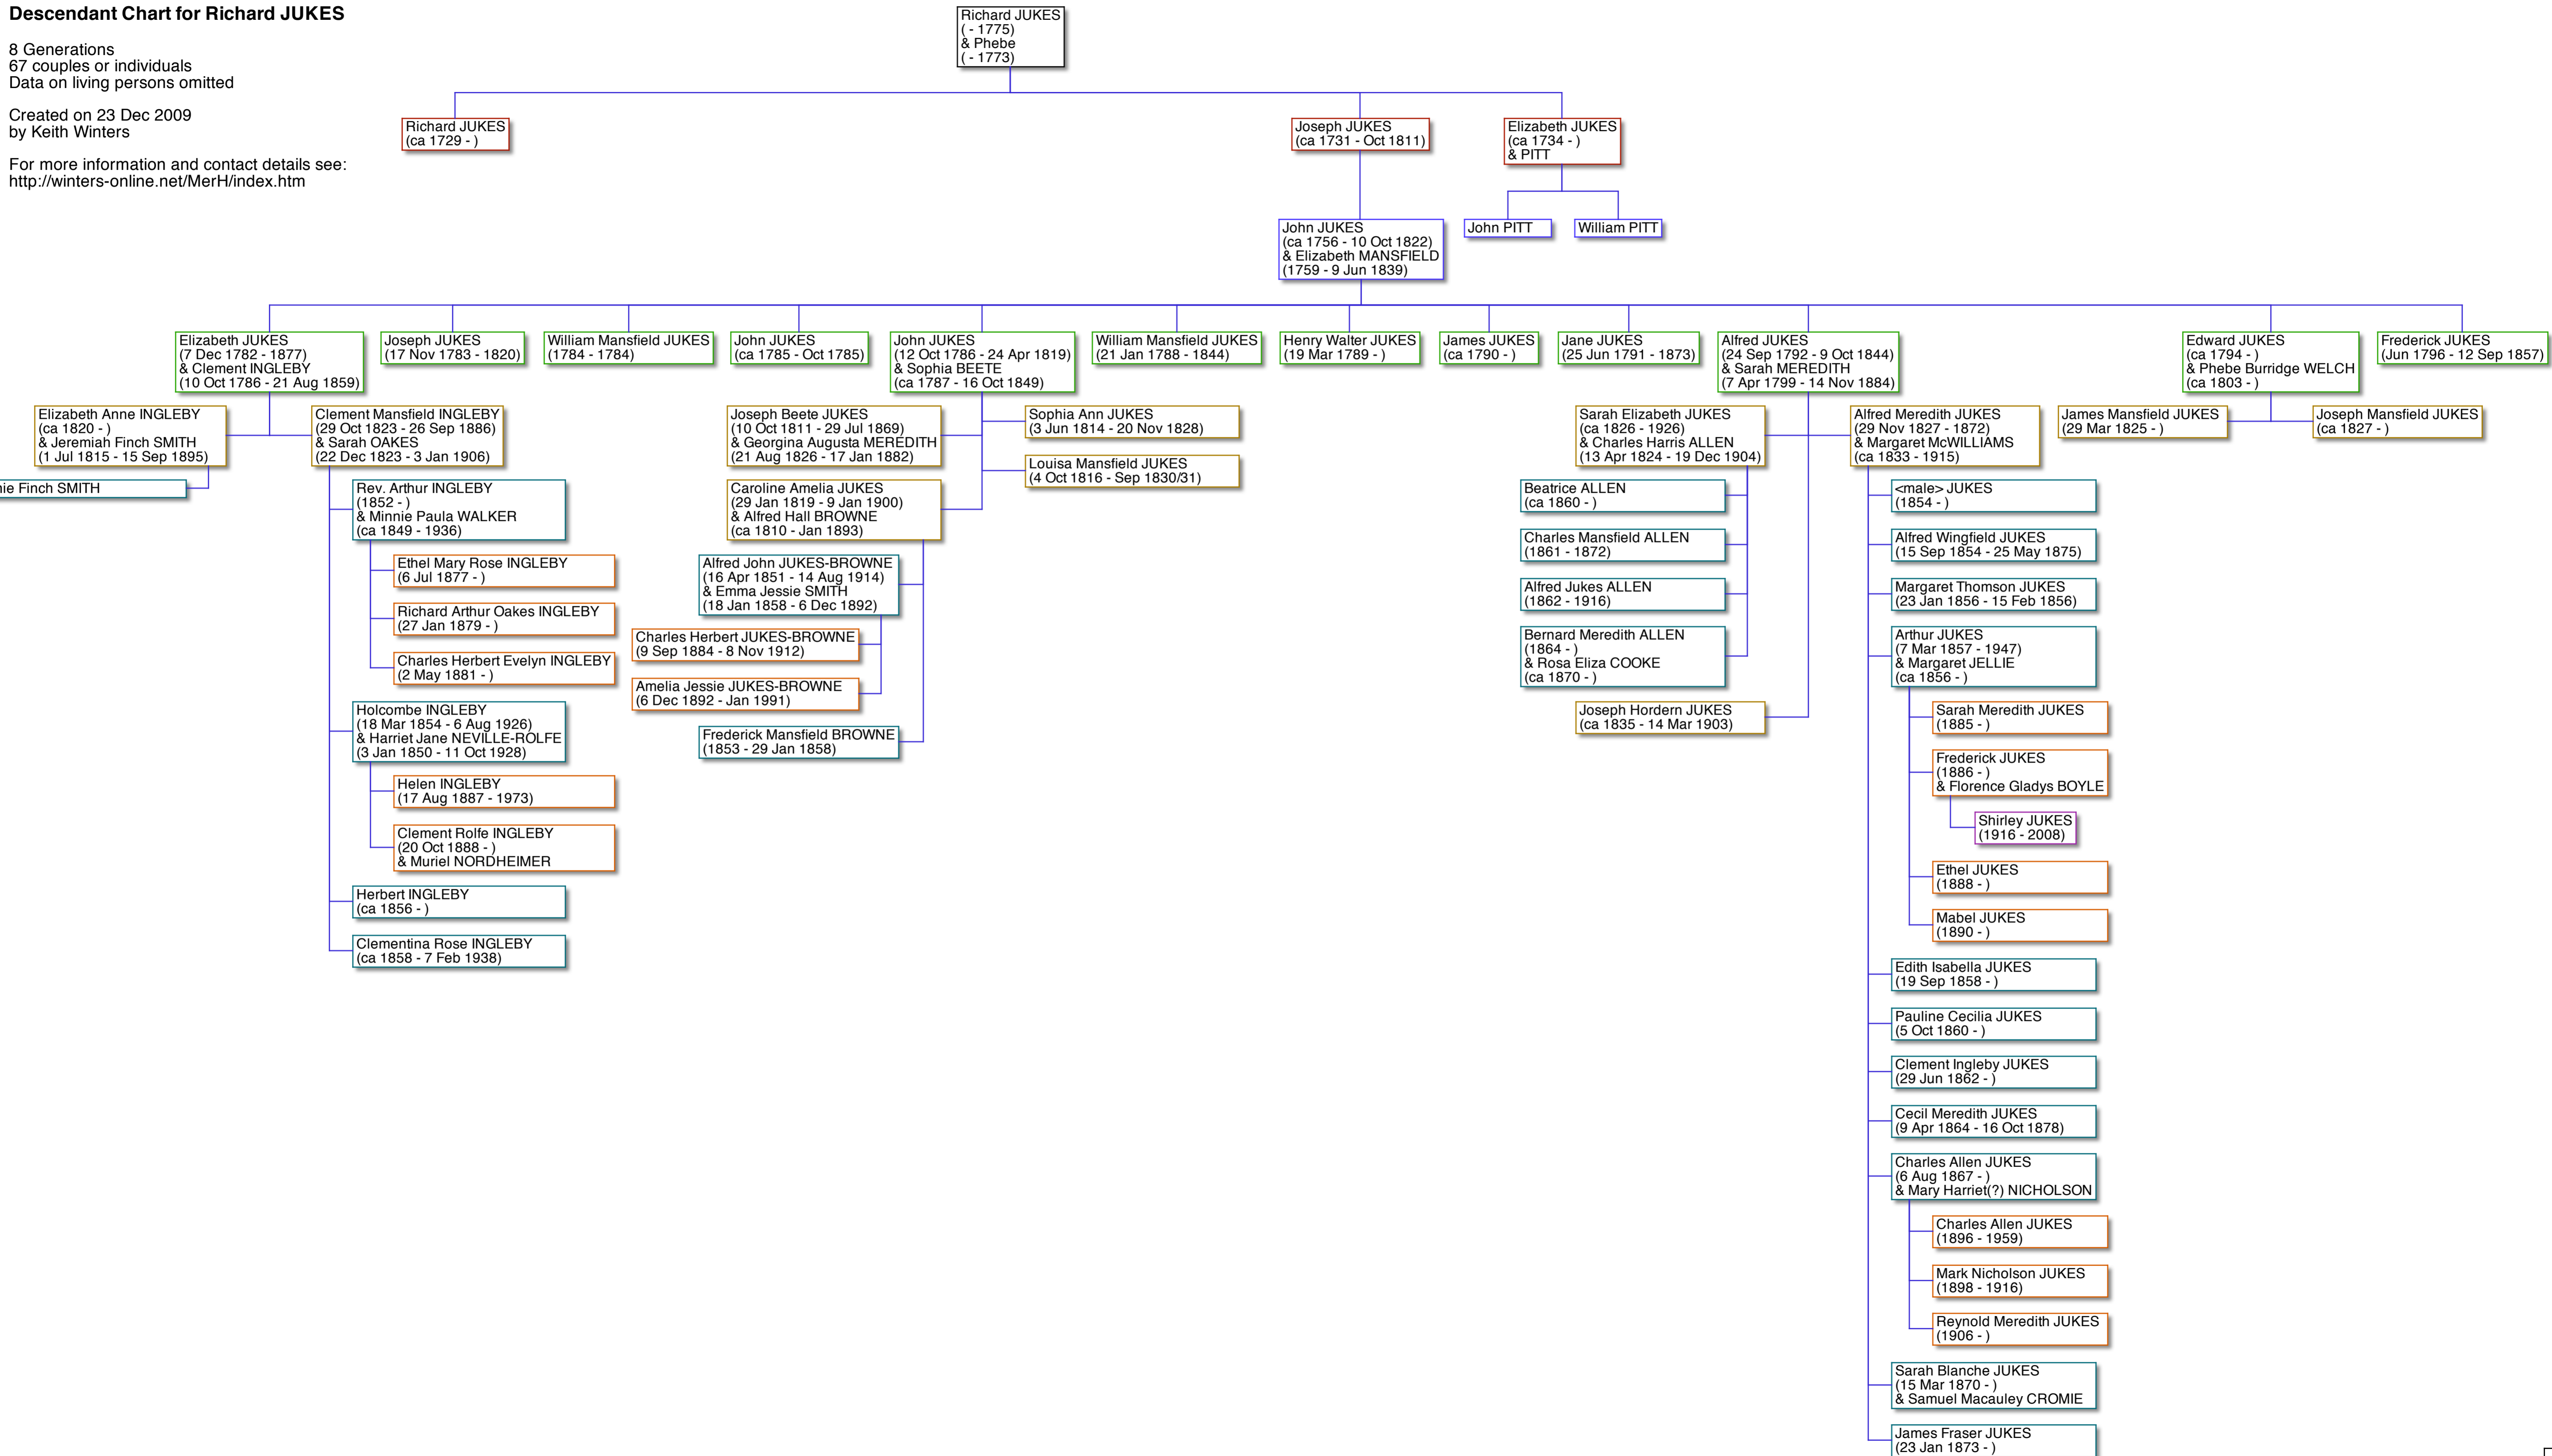 Descendant Chart for Richard JUKES
8 Generations
67 couples or individuals
Data on living persons omitted
Created on 23 Dec 2009
by Keith Winters
For more information and contact details see:
http://winters-online.net/MerH/index.htm
Richard JUKES
( - 1775)
& Phebe
( - 1773)
Richard JUKES
(ca 1729 - )
Joseph JUKES
(ca 1731 - Oct 1811)
Elizabeth JUKES
(ca 1734 - )
& PITT
John JUKES
(ca 1756 - 10 Oct 1822)
& Elizabeth MANSFIELD
(1759 - 9 Jun 1839)
John PITT
William PITT
Elizabeth JUKES
(7 Dec 1782 - 1877)
& Clement INGLEBY
(10 Oct 1786 - 21 Aug 1859)
Joseph JUKES
(17 Nov 1783 - 1820)
William Mansfield JUKES
(1784 - 1784)
John JUKES
(ca 1785 - Oct 1785)
John JUKES
(12 Oct 1786 - 24 Apr 1819)
& Sophia BEETE
(ca 1787 - 16 Oct 1849)
William Mansfield JUKES
(21 Jan 1788 - 1844)
Henry Walter JUKES
(19 Mar 1789 - )
James JUKES
(ca 1790 - )
Jane JUKES
(25 Jun 1791 - 1873)
Alfred JUKES
(24 Sep 1792 - 9 Oct 1844)
& Sarah MEREDITH
(7 Apr 1799 - 14 Nov 1884)
Edward JUKES
(ca 1794 - )
& Phebe Burridge WELCH
(ca 1803 - )
Frederick JUKES
(Jun 1796 - 12 Sep 1857)
Elizabeth Anne INGLEBY
(ca 1820 - )
& Jeremiah Finch SMITH
(1 Jul 1815 - 15 Sep 1895)
Finch SMITH
Clement Mansfield INGLEBY
(29 Oct 1823 - 26 Sep 1886)
& Sarah OAKES
(22 Dec 1823 - 3 Jan 1906)
Rev. Arthur INGLEBY
(1852 - )
& Minnie Paula WALKER
(ca 1849 - 1936)
Ethel Mary Rose INGLEBY
(6 Jul 1877 - )
Richard Arthur Oakes INGLEBY
(27 Jan 1879 - )
Charles Herbert Evelyn INGLEBY
(2 May 1881 - )
Holcombe INGLEBY
(18 Mar 1854 - 6 Aug 1926)
& Harriet Jane NEVILLE-ROLFE
(3 Jan 1850 - 11 Oct 1928)
Helen INGLEBY
(17 Aug 1887 - 1973)
Clement Rolfe INGLEBY
(20 Oct 1888 - )
& Muriel NORDHEIMER
Herbert INGLEBY
(ca 1856 - )
Clementina Rose INGLEBY
(ca 1858 - 7 Feb 1938)
Joseph Beete JUKES
(10 Oct 1811 - 29 Jul 1869)
& Georgina Augusta MEREDITH
(21 Aug 1826 - 17 Jan 1882)
Sophia Ann JUKES
(3 Jun 1814 - 20 Nov 1828)
Louisa Mansfield JUKES
(4 Oct 1816 - Sep 1830/31)
Caroline Amelia JUKES
(29 Jan 1819 - 9 Jan 1900)
& Alfred Hall BROWNE
(ca 1810 - Jan 1893)
Alfred John JUKES-BROWNE
(16 Apr 1851 - 14 Aug 1914)
& Emma Jessie SMITH
(18 Jan 1858 - 6 Dec 1892)
Charles Herbert JUKES-BROWNE
(9 Sep 1884 - 8 Nov 1912)
Amelia Jessie JUKES-BROWNE
(6 Dec 1892 - Jan 1991)
Frederick Mansfield BROWNE
(1853 - 29 Jan 1858)
Sarah Elizabeth JUKES
(ca 1826 - 1926)
& Charles Harris ALLEN
(13 Apr 1824 - 19 Dec 1904)
Beatrice ALLEN
(ca 1860 - )
Charles Mansfield ALLEN
(1861 - 1872)
Alfred Jukes ALLEN
(1862 - 1916)
Bernard Meredith ALLEN
(1864 - )
& Rosa Eliza COOKE
(ca 1870 - )
Joseph Hordern JUKES
(ca 1835 - 14 Mar 1903)
Alfred Meredith JUKES
(29 Nov 1827 - 1872)
& Margaret McWILLIAMS
(ca 1833 - 1915)
<male> JUKES
(1854 - )
Alfred Wingfield JUKES
(15 Sep 1854 - 25 May 1875)
Margaret Thomson JUKES
(23 Jan 1856 - 15 Feb 1856)
Arthur JUKES
(7 Mar 1857 - 1947)
& Margaret JELLIE
(ca 1856 - )
Sarah Meredith JUKES
(1885 - )
Frederick JUKES
(1886 - )
& Florence Gladys BOYLE
Shirley JUKES
(1916 - 2008)
Ethel JUKES
(1888 - )
Mabel JUKES
(1890 - )
Edith Isabella JUKES
(19 Sep 1858 - )
Pauline Cecilia JUKES
(5 Oct 1860 - )
Clement Ingleby JUKES
(29 Jun 1862 - )
Cecil Meredith JUKES
(9 Apr 1864 - 16 Oct 1878)
Charles Allen JUKES
(6 Aug 1867 - )
& Mary Harriet(?) NICHOLSON
Charles Allen JUKES
(1896 - 1959)
Mark Nicholson JUKES
(1898 - 1916)
Reynold Meredith JUKES
(1906 - )
Sarah Blanche JUKES
(15 Mar 1870 - )
& Samuel Macauley CROMIE
James Fraser JUKES
(23 Jan 1873 - )
James Mansfield JUKES
(29 Mar 1825 - )
Joseph Mansfield JUKES
(ca 1827 - )